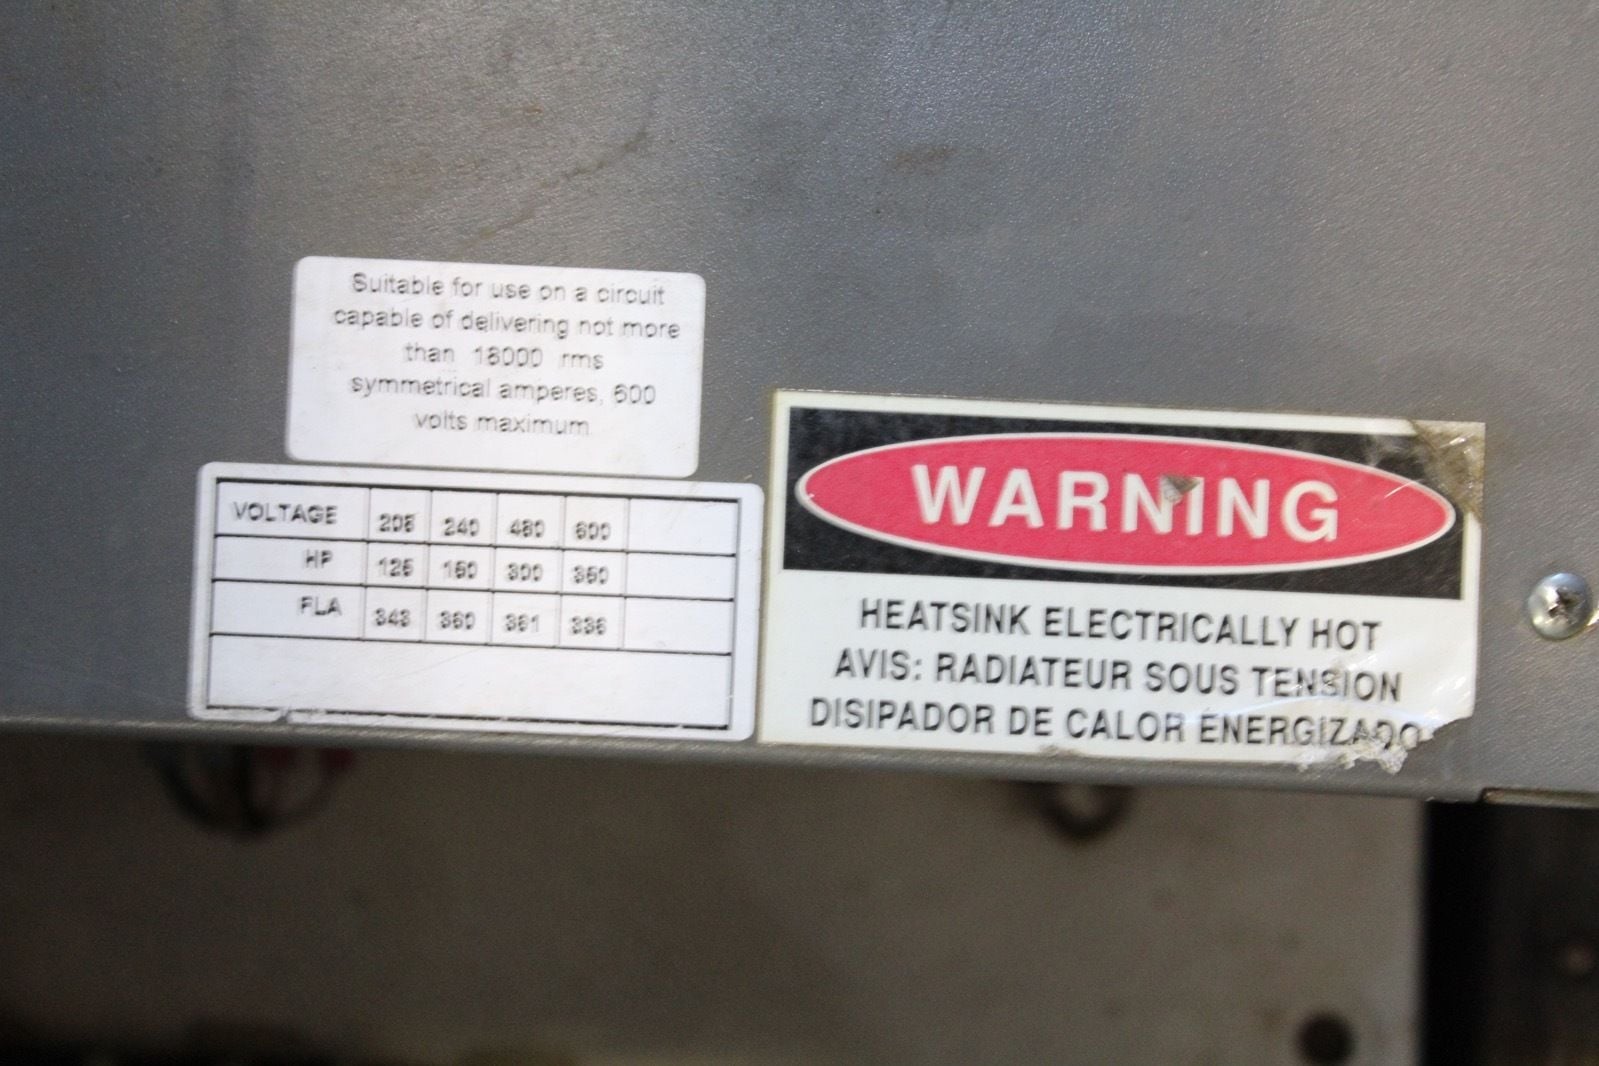 Suitable for use on a circuit
capable of delivering not more
than 18000 rms
symmetrical amperes, 600
volts maximum
VOLTAGE 208 240 480 600
HP 125 150 300 350
FLA 343 360 361 336
WARNING
HEATSINK ELECTRICALLY HOT
AVIS: RADIATEUR SOUS TENSION
DISIPADOR DE CALOR ENERGIZADO